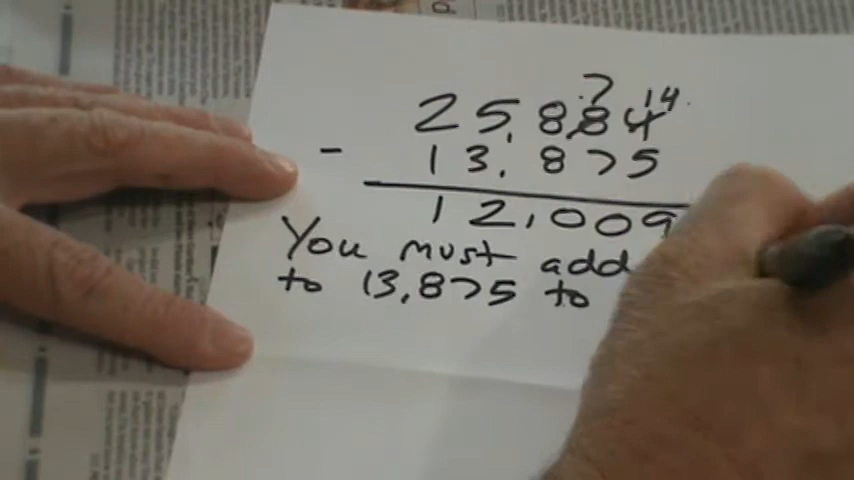 7 14
25,884
- 13,875
12,009
You must add
to 13,875 to